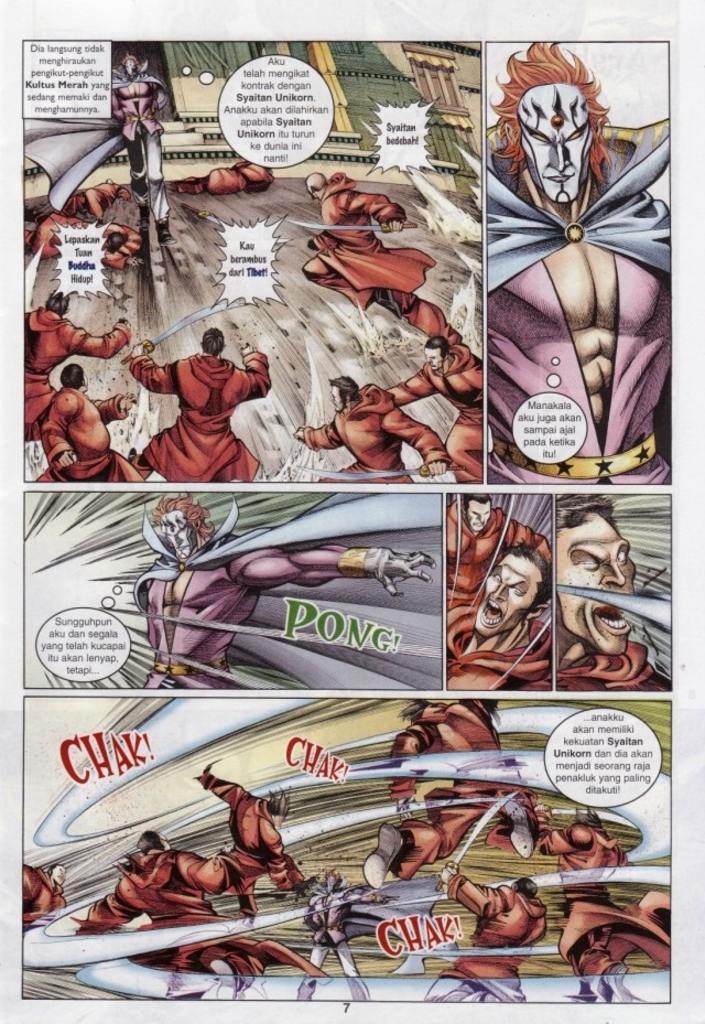 Dia langsung tidak
menghiraukan
pengikut-pengikut
Kultus Merah yang
sedang memaki dan
menghamunnya.
Aku
telah mengikat
kontrak dengan
Syaitan Unikorn.
Anakku akan dilahirkan
apabila Syaitan
Unikorn itu turun
ke dunia ini
nanti!
Syaitan
bedebah!
Lepaskan
Tuan
Buddha
Hidup!
Kau
berambus
dari Tibet!
Manakala
aku juga akan
sampai ajal
pada ketika
itu!
Sungguhpun
aku dan segala
yang telah kucapai
itu akan lenyap,
tetapi...
PONG!
CHAK!
CHAK!
...anakku
akan memiliki
kekuatan Syaitan
Unikorn dan dia akan
menjadi seorang raja
penakluk yang paling
ditakuti!
CHAK!
7